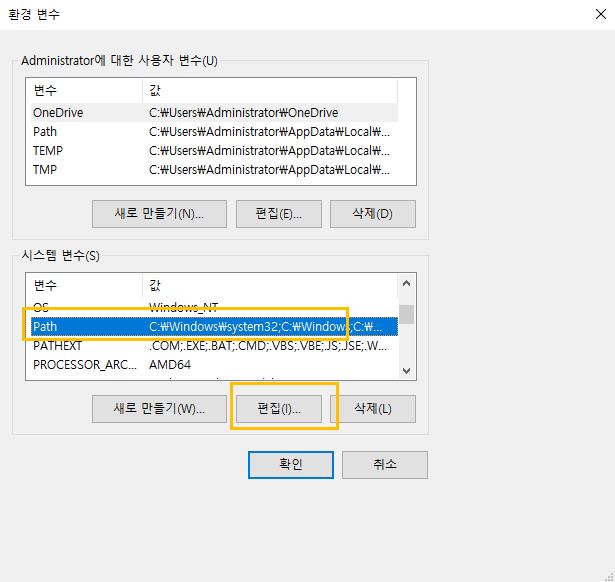 환경 변수
Administrator에 대한 사용자 변수(U)
변수 값
OneDrive C:₩Users₩Administrator₩OneDrive
Path C:₩Users₩Administrator₩AppData₩Local₩...
TEMP C:₩Users₩Administrator₩AppData₩Local₩...
TMP C:₩Users₩Administrator₩AppData₩Local₩...
새로 만들기(N)... 편집(E)... 삭제(D)
시스템 변수(S)
변수 값
OS Windows_NT
Path C:₩Windows₩system32;C:₩Windows;C:₩...
PATHEXT .COM;.EXE;.BAT;.CMD;.VBS;.VBE;.JS;.JSE;.W...
PROCESSOR_ARC... AMD64
새로 만들기(W)... 편집(I)... 삭제(L)
확인 취소